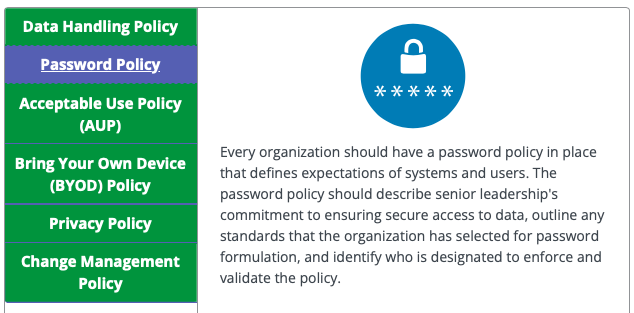 Data Handling Policy
Password Policy
Acceptable Use Policy
(AUP)
Bring Your Own Device
(BYOD) Policy
Privacy Policy
Change Management
Policy
*****
Every organization should have a password policy in place
that defines expectations of systems and users. The
password policy should describe senior leadership's
commitment to ensuring secure access to data, outline any
standards that the organization has selected for password
formulation, and identify who is designated to enforce and
validate the policy.